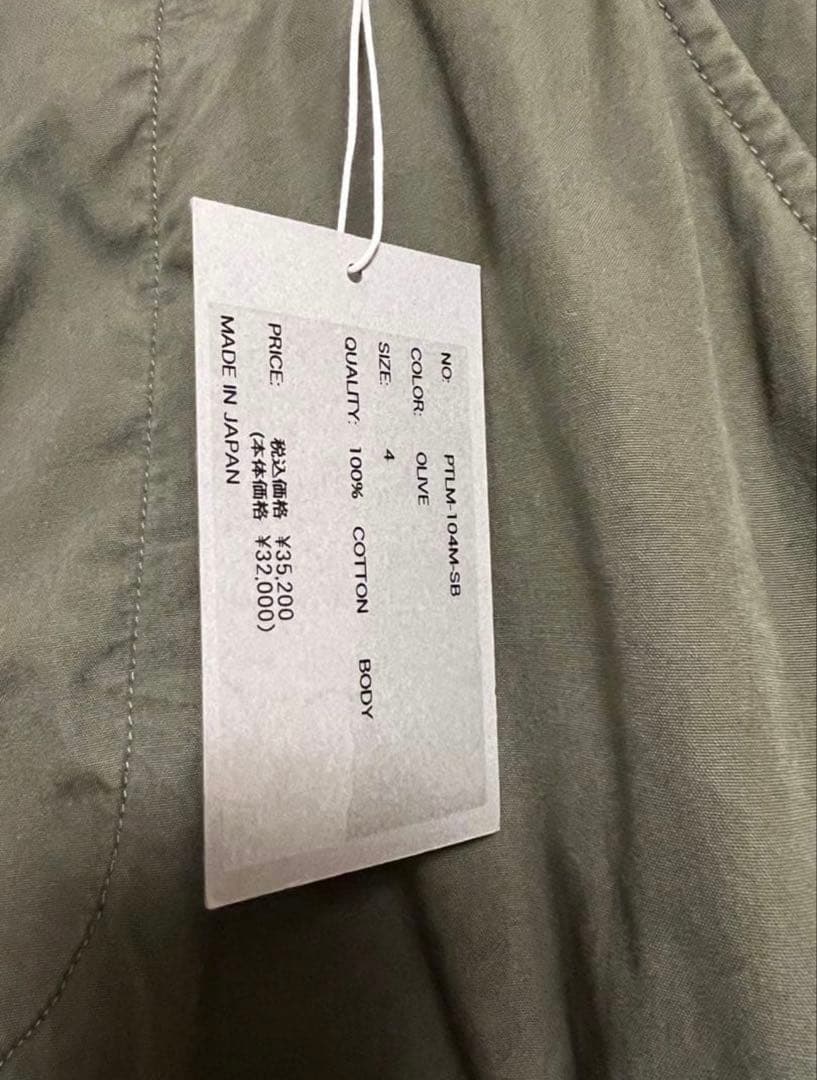 NO: PTLM-104M-SB
COLOR: OLIVE
SIZE: 4
QUALITY: 100% COTTON BODY
PRICE: 税込価格 ¥35,200
(本体価格 ¥32,000)
MADE IN JAPAN